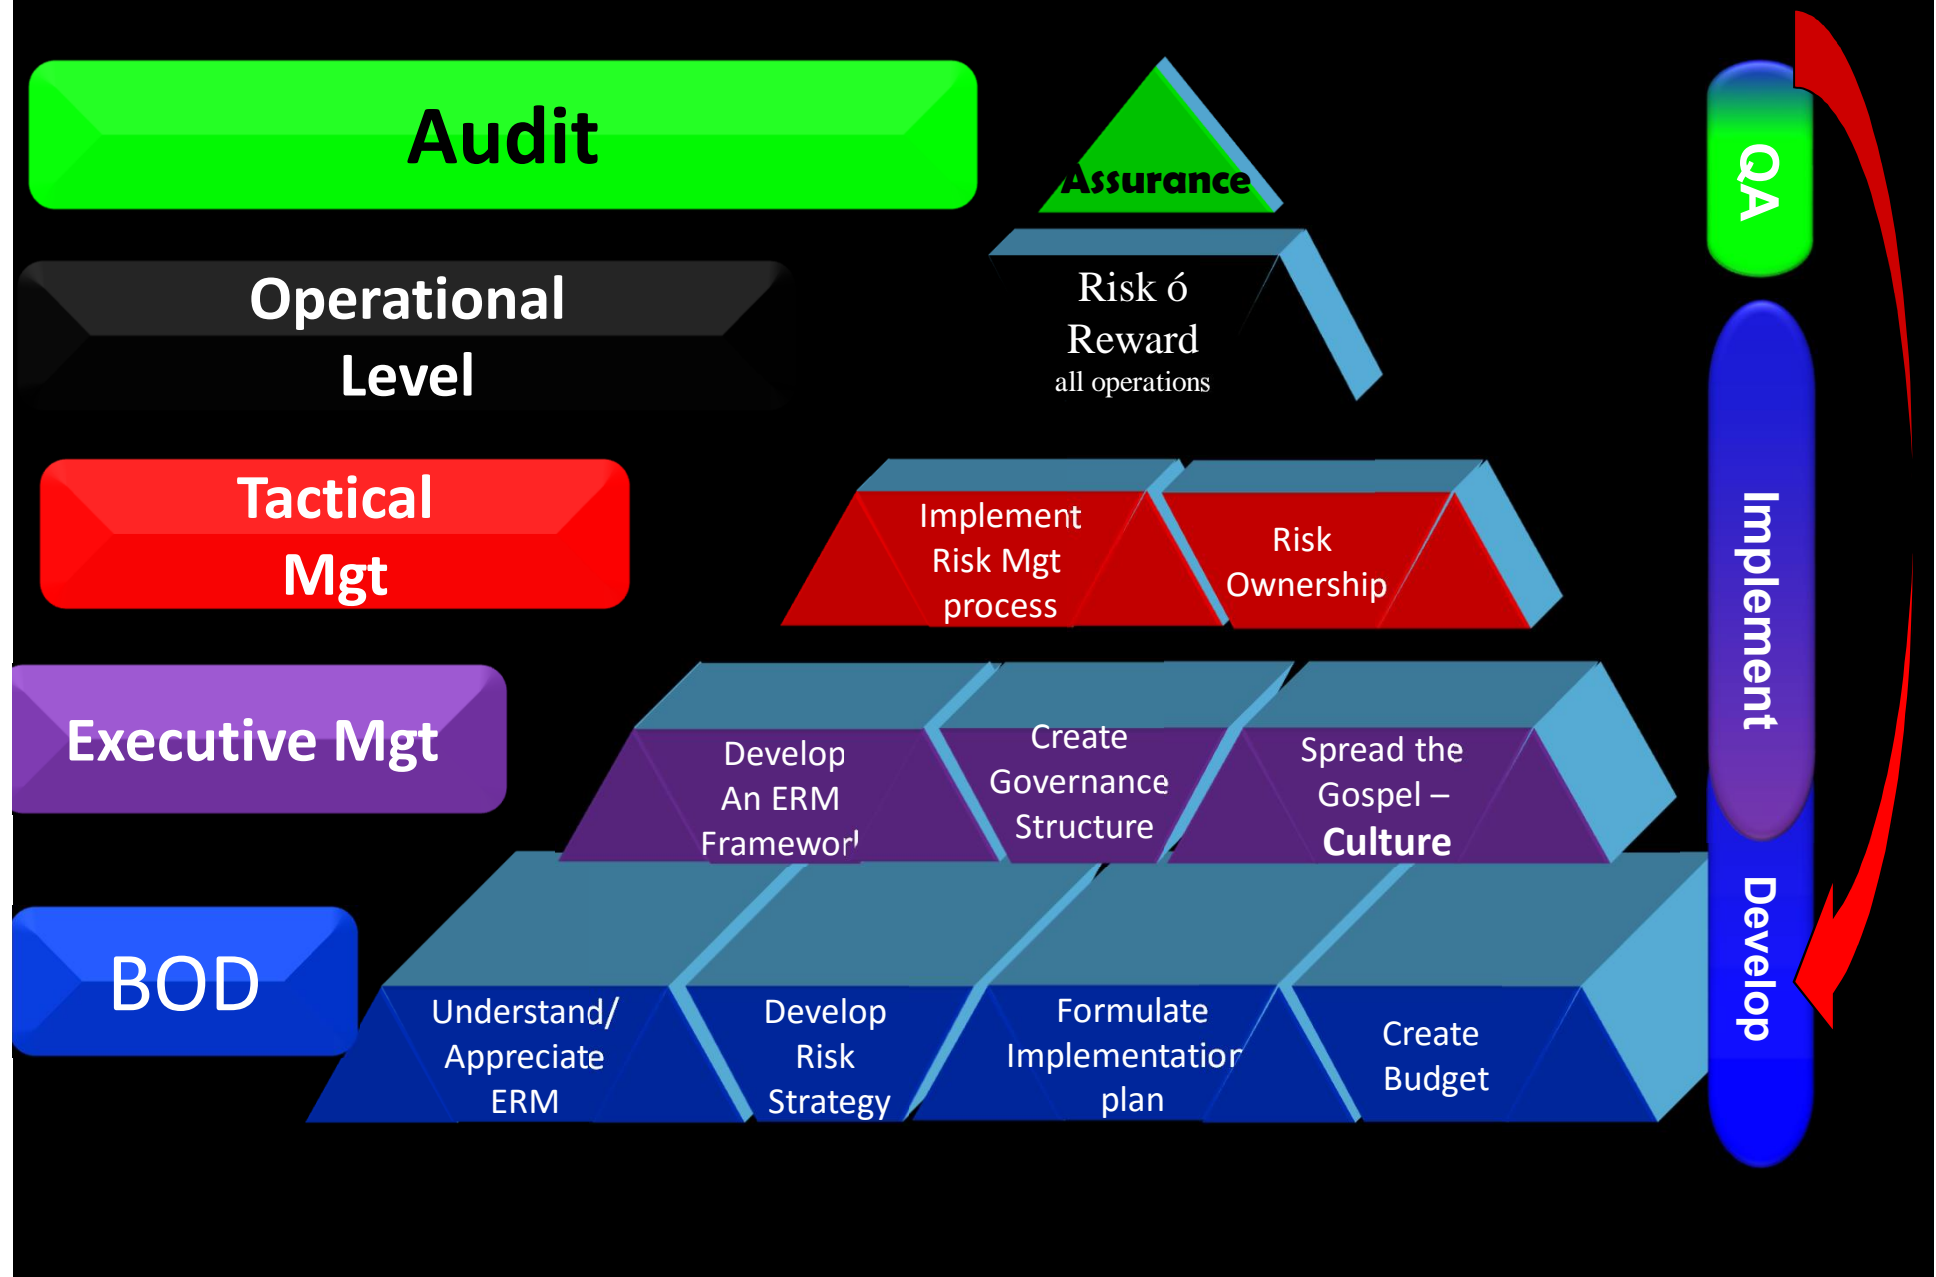 Audit
Assurance
QA
Operational
Level
Risk ó
Reward
all operations
Tactical
Mgt
Implement
Risk Mgt
process
Risk
Ownership
Implement
Executive Mgt
Develop
An ERM
Framework
Create
Governance
Structure
Spread the
Gospel –
Culture
BOD
Understand/
Appreciate
ERM
Develop
Risk
Strategy
Formulate
Implementation
plan
Create
Budget
Develop